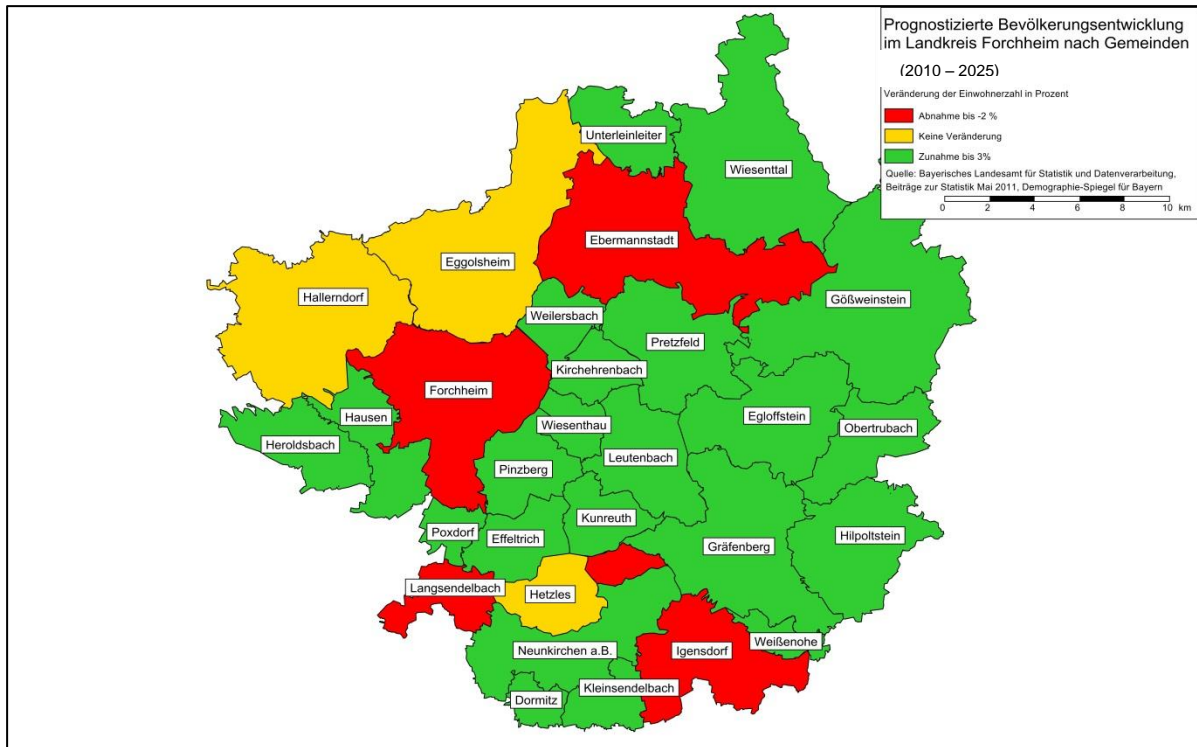 Prognostizierte Bevölkerungsentwicklung
im Landkreis Forchheim nach Gemeinden
(2010 – 2025)
Veränderung der Einwohnerzahl in Prozent
Abnahme bis -2 %
Keine Veränderung
Zunahme bis 3%
Quelle: Bayerisches Landesamt für Statistik und Datenverarbeitung,
Beiträge zur Statistik Mai 2011, Demographie-Spiegel für Bayern
0 2 4 6 8 10 km
Unterleinleiter
Wiesenttal
Ebermannstadt
Eggolsheim
Hallerndorf
Gößweinstein
Weilersbach
Pretzfeld
Kirchehrenbach
Forchheim
Egloffstein
Hausen
Wiesenthau
Obertrubach
Heroldsbach
Leutenbach
Pinzberg
Kunreuth
Poxdorf
Effeltrich
Hilpoltstein
Gräfenberg
Langsendelbach
Hetzles
Weißenohe
Neunkirchen a.B.
Igensdorf
Kleinsendelbach
Dormitz